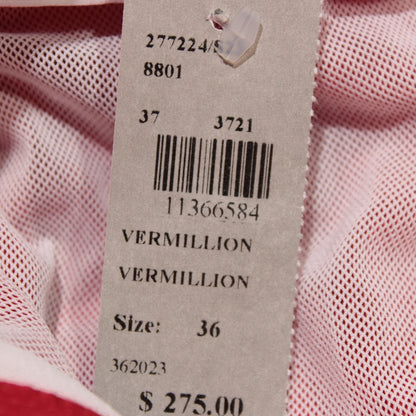 277224/S
8801
37 3721
11366584
VERMILLION
VERMILLION
Size: 36
362023
$ 275.00